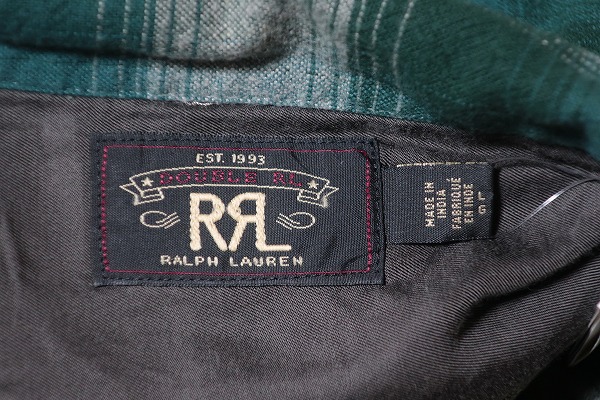 EST. 1993
DOUBLE RL
RRL
RALPH LAUREN
MADE IN
INDIA
FABRIQUÉ
EN INDE